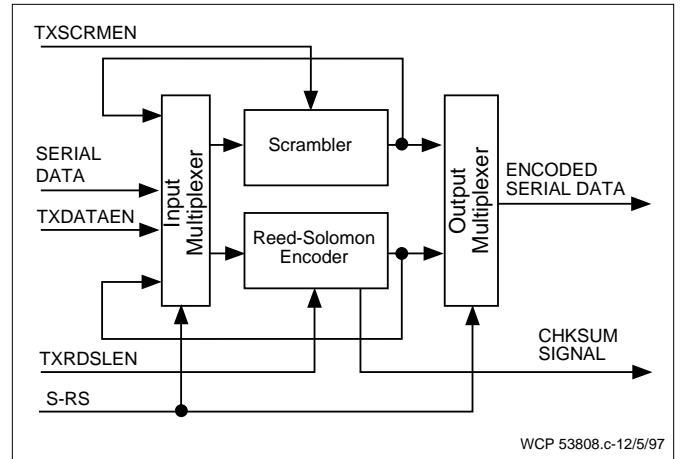 TXSCRMEN
SERIAL
DATA
TXDATAEN
Input
Multiplexer
Scrambler
Reed-Solomon
Encoder
Output
Multiplexer
ENCODED
SERIAL DATA
TXRDSLEN
CHKSUM
SIGNAL
S-RS
WCP 53808.c-12/5/97